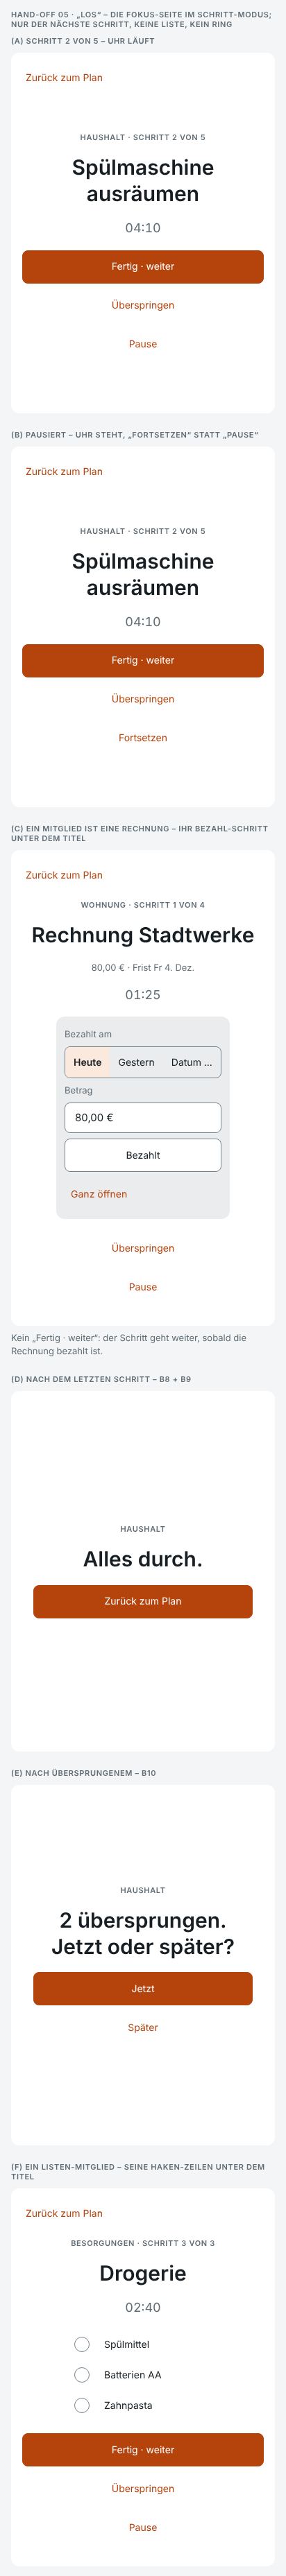 HAND-OFF 05 · „LOS“ – DIE FOKUS-SEITE IM SCHRITT-MODUS;
NUR DER NÄCHSTE SCHRITT, KEINE LISTE, KEIN RING
(A) SCHRITT 2 VON 5 – UHR LÄUFT
Zurück zum Plan
HAUSHALT · SCHRITT 2 VON 5
Spülmaschine
ausräumen
04:10
Fertig · weiter
Überspringen
Pause
(B) PAUSIERT – UHR STEHT, „FORTSETZEN“ STATT „PAUSE“
Zurück zum Plan
HAUSHALT · SCHRITT 2 VON 5
Spülmaschine
ausräumen
04:10
Fertig · weiter
Überspringen
Fortsetzen
(C) EIN MITGLIED IST EINE RECHNUNG – IHR BEZAHL-SCHRITT
UNTER DEM TITEL
Zurück zum Plan
WOHNUNG · SCHRITT 1 VON 4
Rechnung Stadtwerke
80,00 € · Frist Fr 4. Dez.
01:25
Bezahlt am
Heute Gestern Datum ...
Betrag
80,00 €
Bezahlt
Ganz öffnen
Überspringen
Pause
Kein „Fertig · weiter“: der Schritt geht weiter, sobald die
Rechnung bezahlt ist.
(D) NACH DEM LETZTEN SCHRITT – B8 + B9
HAUSHALT
Alles durch.
Zurück zum Plan
(E) NACH ÜBERSPRUNGENEM – B10
HAUSHALT
2 übersprungen.
Jetzt oder später?
Jetzt
Später
(F) EIN LISTEN-MITGLIED – SEINE HAKEN-ZEILEN UNTER DEM
TITEL
Zurück zum Plan
BESORGUNGEN · SCHRITT 3 VON 3
Drogerie
02:40
Spülmittel
Batterien AA
Zahnpasta
Fertig · weiter
Überspringen
Pause